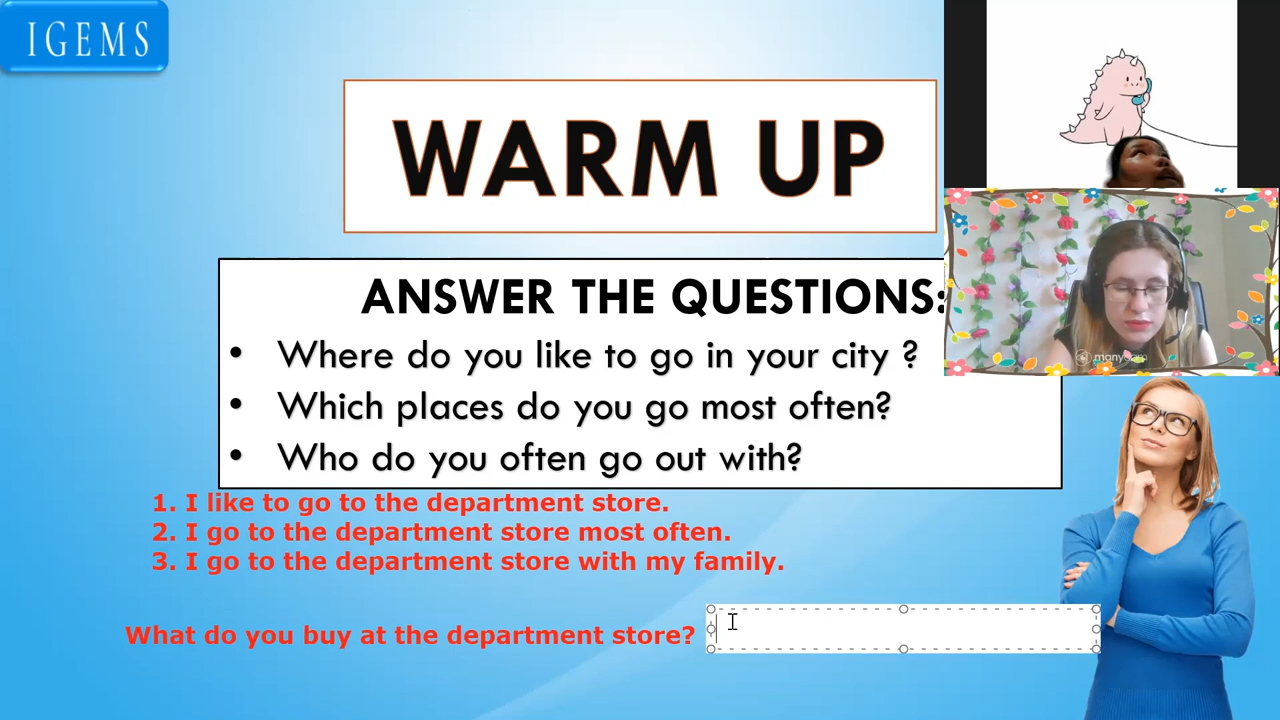 IGEMS
WARM UP
ANSWER THE QUESTIONS:
• Where do you like to go in your city ?
• Which places do you go most often?
• Who do you often go out with?
1. I like to go to the department store.
2. I go to the department store most often.
3. I go to the department store with my family.
What do you buy at the department store?
manycam